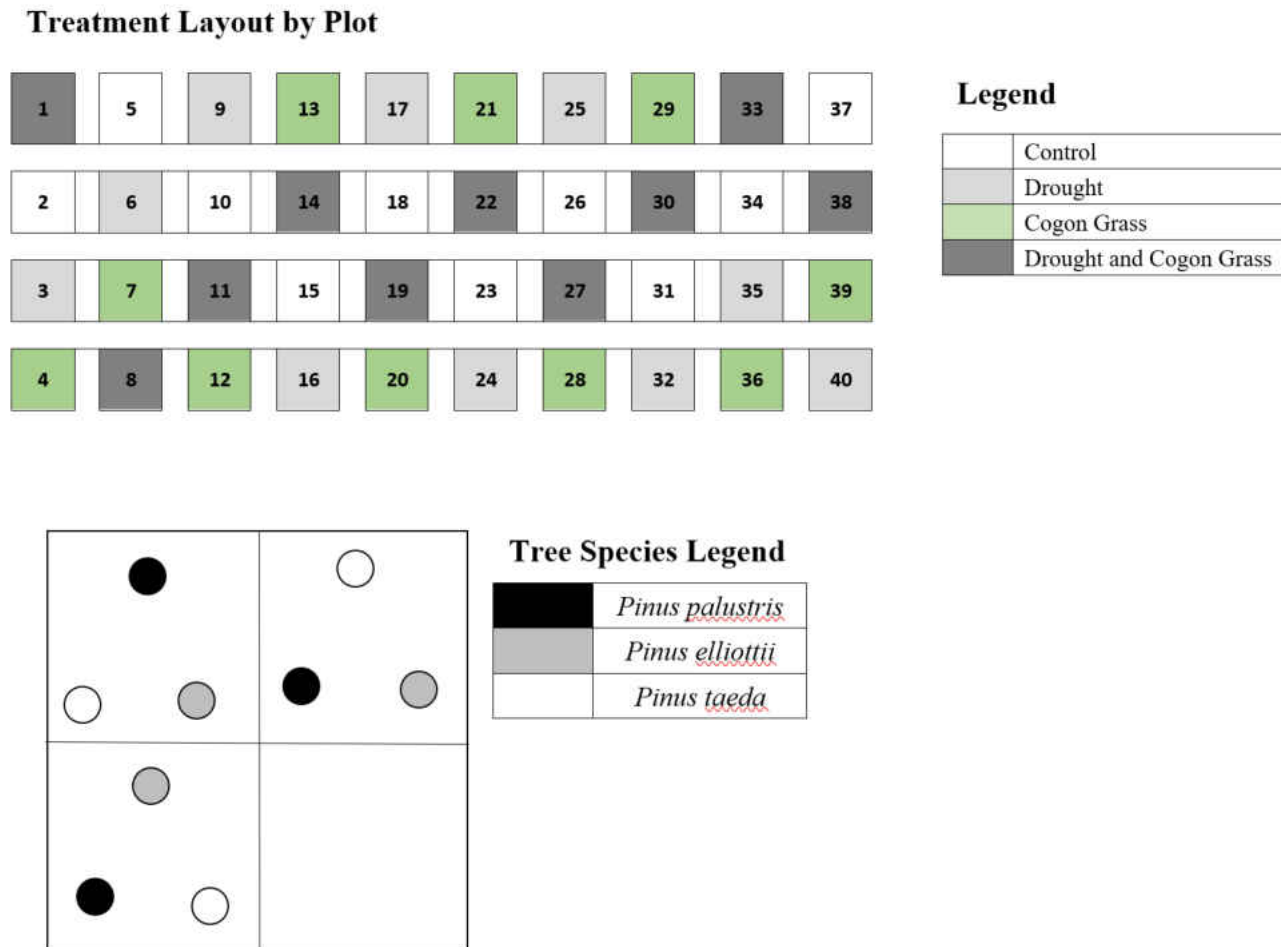 Treatment Layout by Plot
1 5 9 13 17 21 25 29 33 37
2 6 10 14 18 22 26 30 34 38
3 7 11 15 19 23 27 31 35 39
4 8 12 16 20 24 28 32 36 40
Legend
Control
Drought
Cogon Grass
Drought and Cogon Grass
Tree Species Legend
Pinus palustris
Pinus elliottii
Pinus taeda